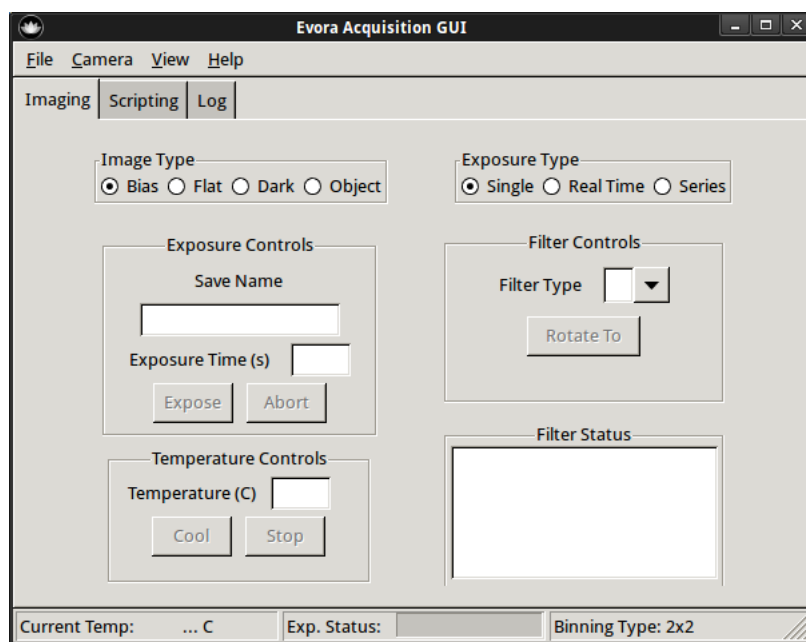 Evora Acquisition GUI
File Camera View Help
Imaging Scripting Log
Image Type
Bias Flat Dark Object
Exposure Type
Single Real Time Series
Exposure Controls
Save Name
Exposure Time (s)
Expose Abort
Filter Controls
Filter Type
Rotate To
Temperature Controls
Temperature (C)
Cool Stop
Filter Status
Current Temp: ... C Exp. Status: Binning Type: 2x2